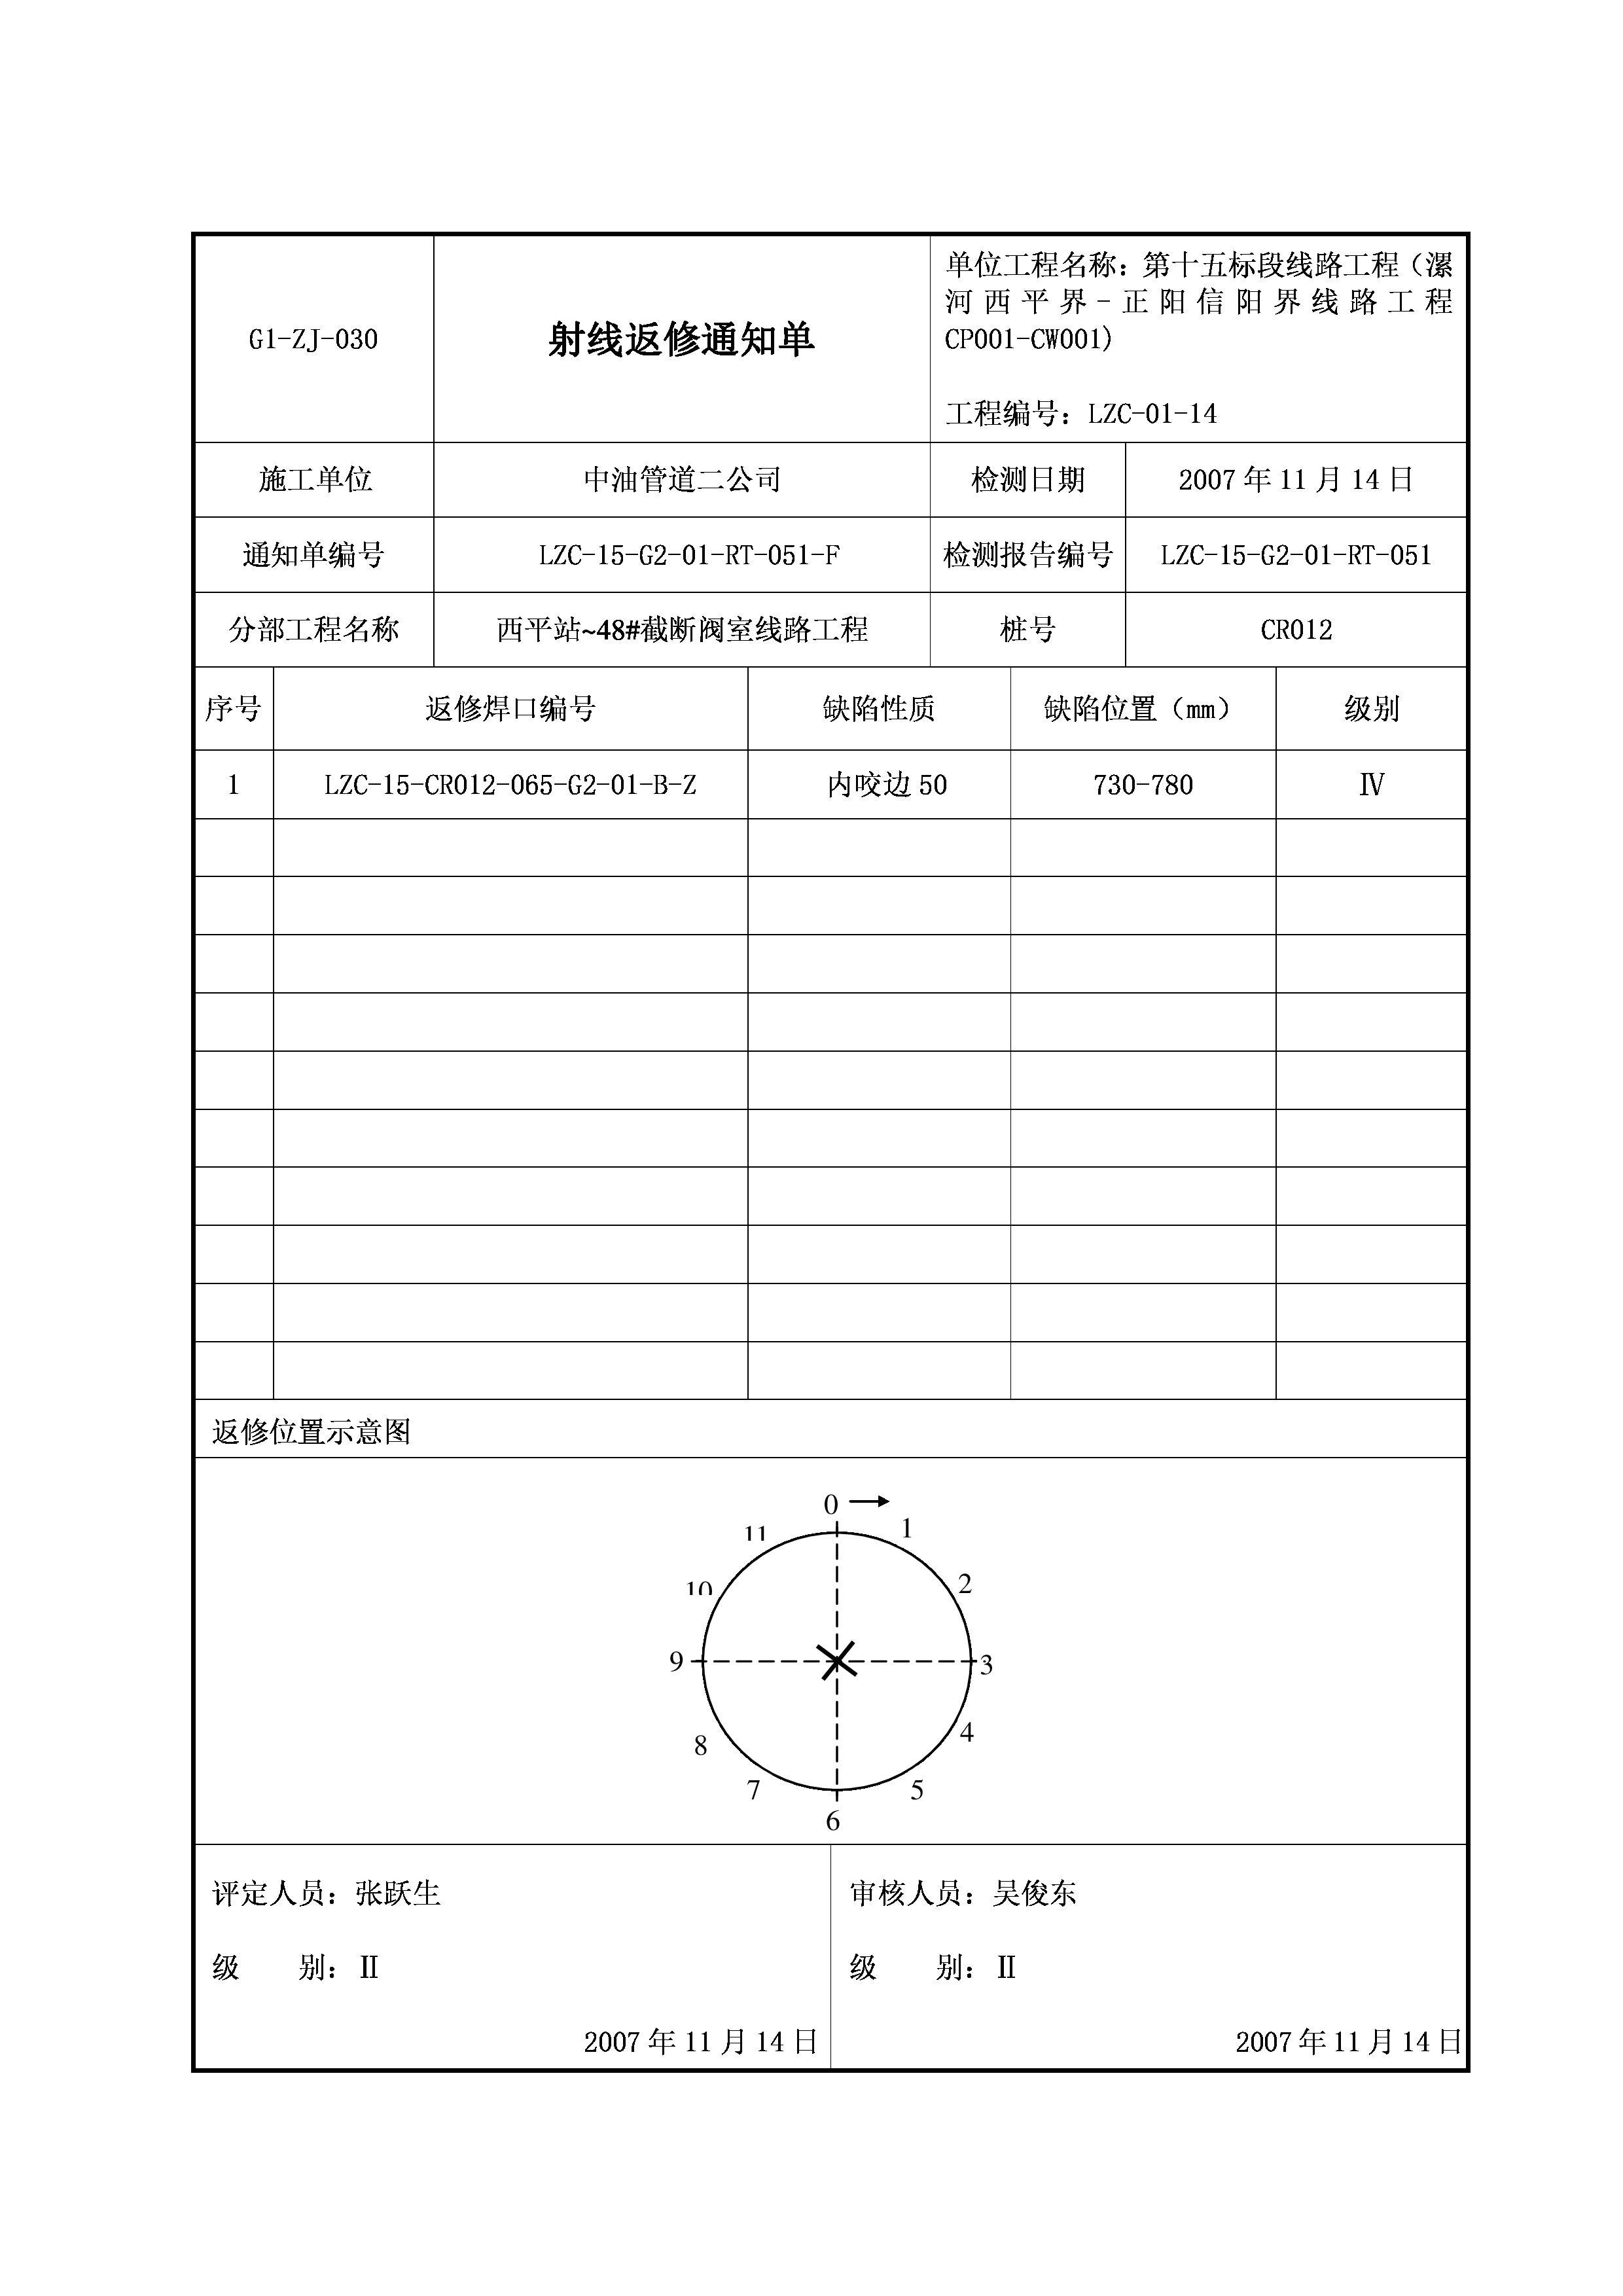 G1-ZJ-030
射线返修通知单
单位工程名称：第十五标段线路工程（漯
河西平界-正阳信阳界线路工程
CP001-CW001)
工程编号：LZC-01-14
施工单位
中油管道二公司
检测日期
2007 年 11 月 14 日
通知单编号
LZC-15-G2-01-RT-051-F
检测报告编号
LZC-15-G2-01-RT-051
分部工程名称
西平站~48#截断阀室线路工程
桩号
CR012
序号
返修焊口编号
缺陷性质
缺陷位置（mm）
级别
1
LZC-15-CR012-065-G2-01-B-Z
内咬边 50
730-780
Ⅳ
返修位置示意图
0
1
2
3
4
5
6
7
8
9
10
11
评定人员：张跃生
级 别：Ⅱ
2007 年 11 月 14 日
审核人员：吴俊东
级 别：Ⅱ
2007 年 11 月 14 日